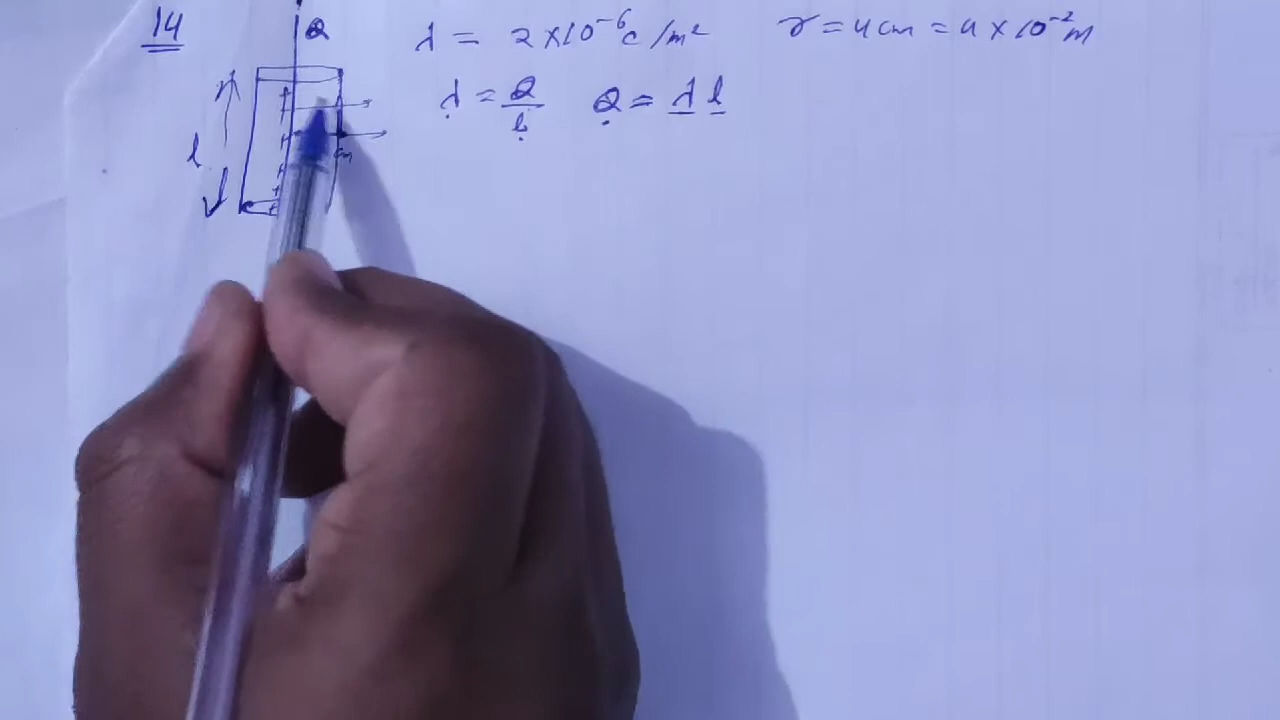 14 Q λ = 2 × 10⁻⁶ c/m² r = 4 cm = 4 × 10⁻² m
λ = Q/l Q = λ l
l